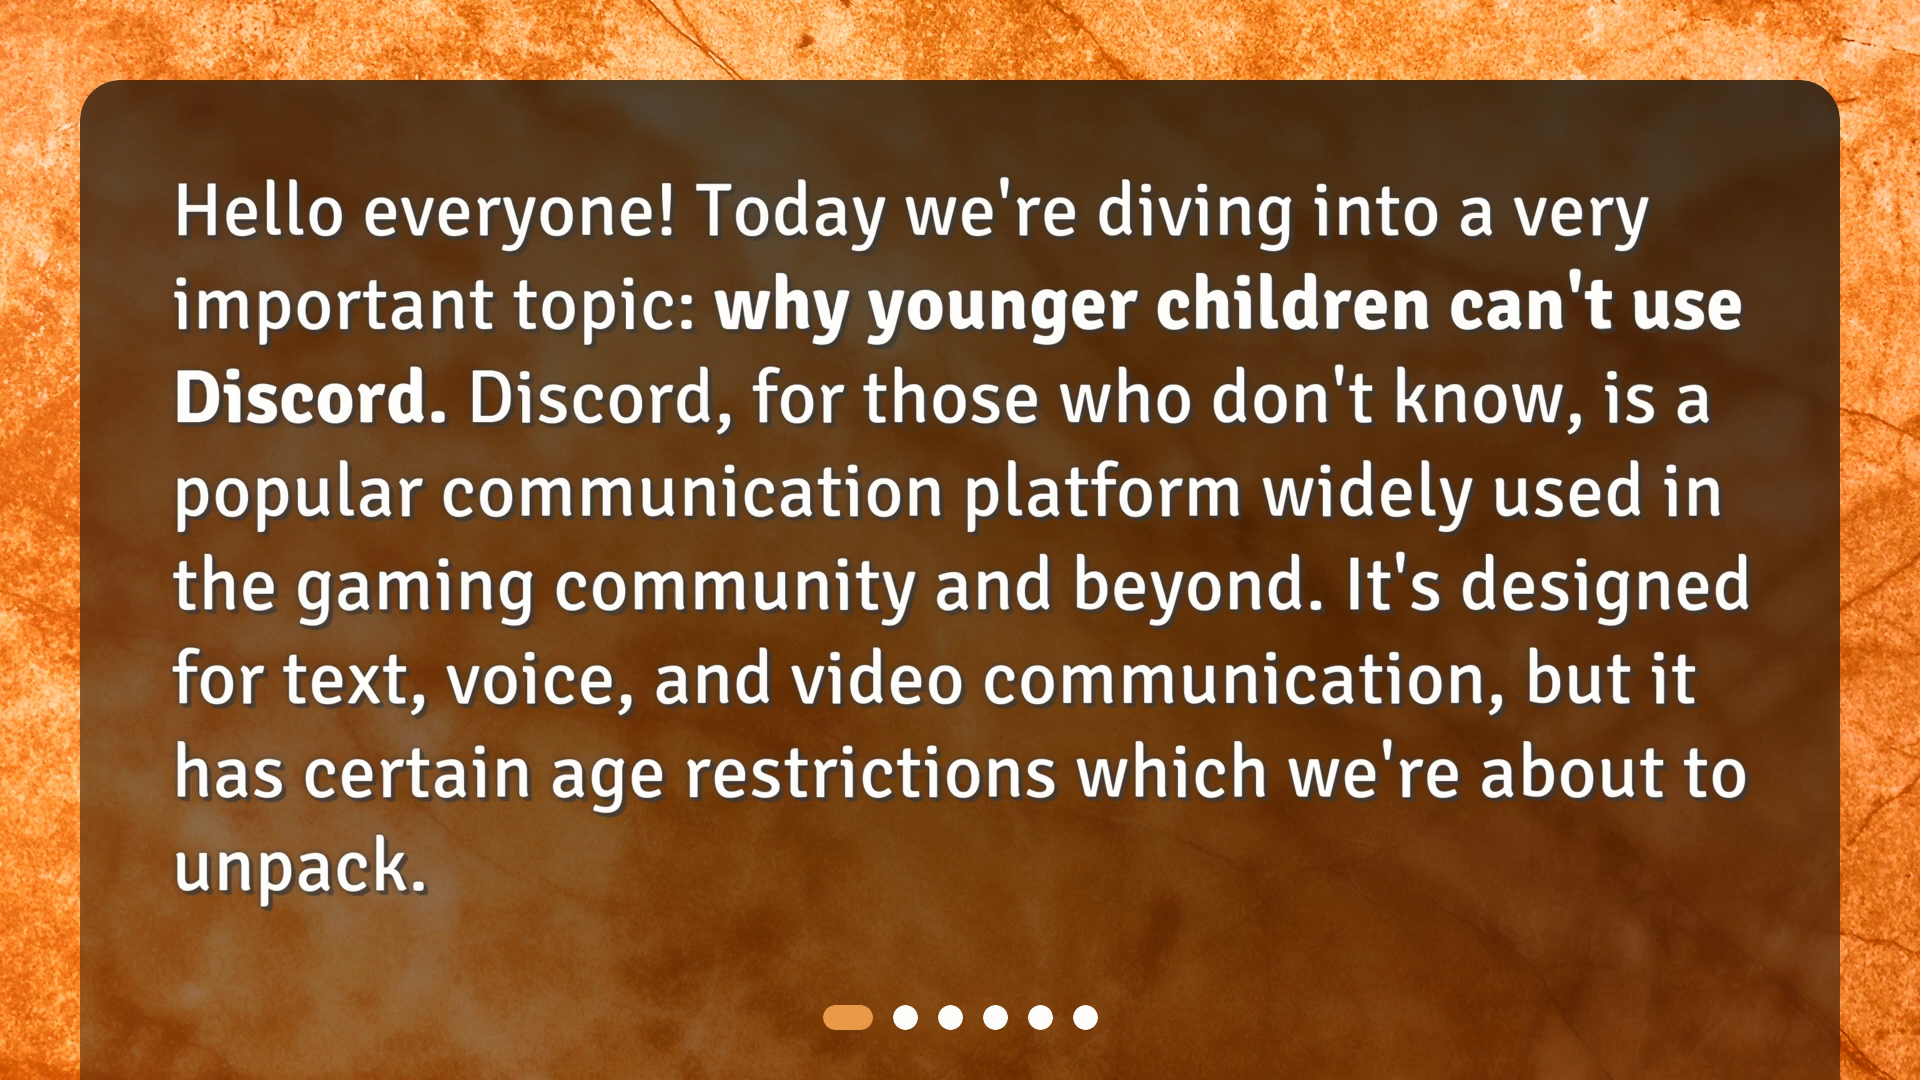 Hello everyone! Today we're diving into a very
important topic: why younger children can't use
Discord. Discord, for those who don't know, is a
popular communication platform widely used in
the gaming community and beyond. It's designed
for text, voice, and video communication, but it
has certain age restrictions which we're about to
unpack.